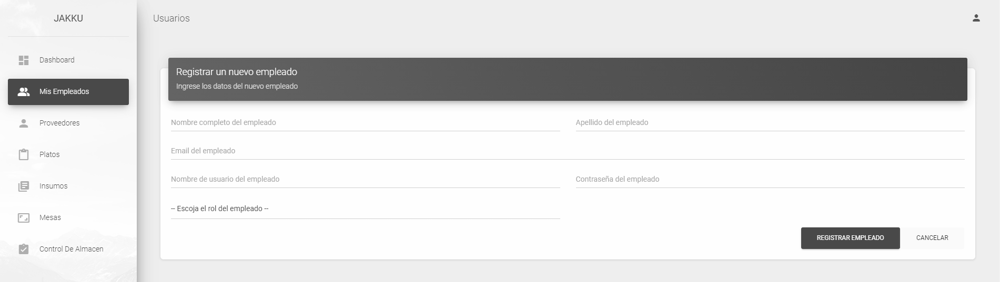 JAKKU
Dashboard
Mis Empleados
Proveedores
Platos
Insumos
Mesas
Control De Almacen
Usuarios
Registrar un nuevo empleado
Ingrese los datos del nuevo empleado
Nombre completo del empleado
Apellido del empleado
Email del empleado
Nombre de usuario del empleado
Contraseña del empleado
-- Escoja el rol del empleado --
REGISTRAR EMPLEADO
CANCELAR